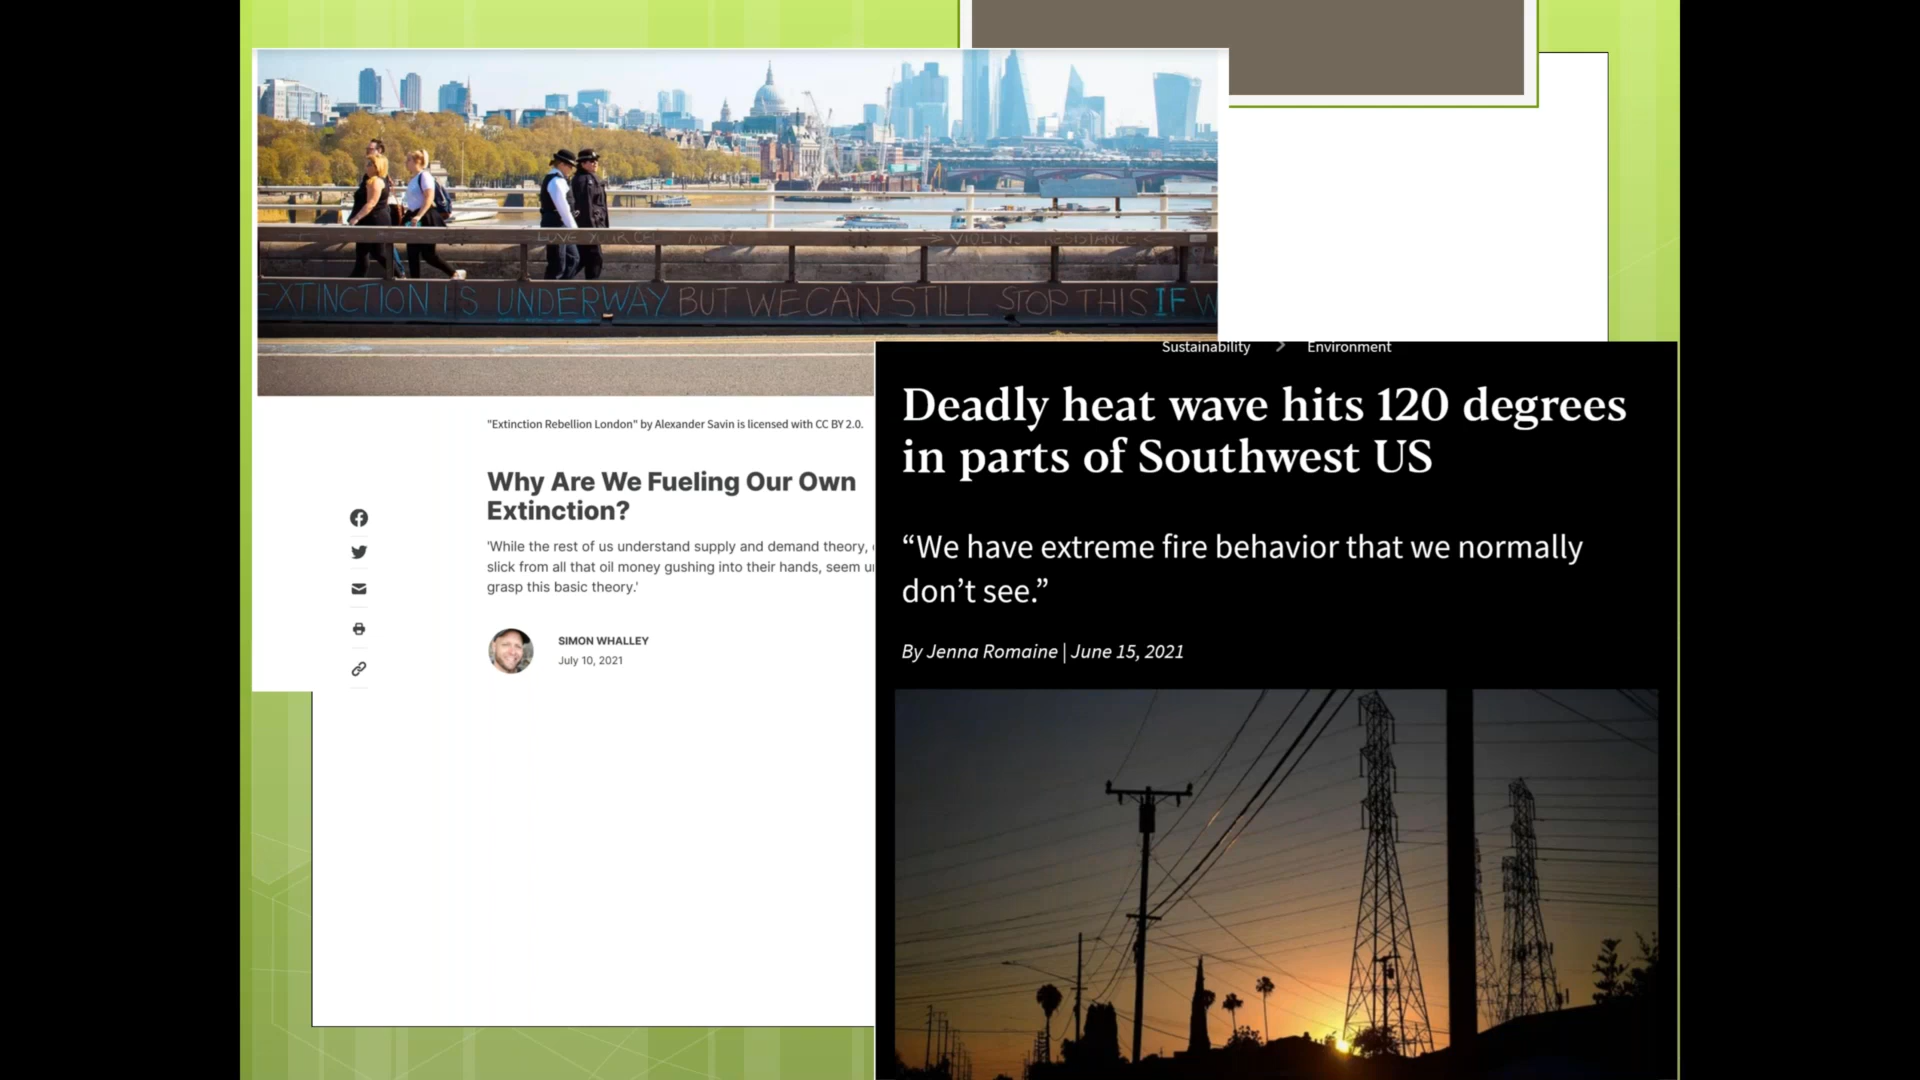 EXTINCTION IS UNDERWAY BUT WE CAN STILL STOP THIS IF W
"Extinction Rebellion London" by Alexander Savin is licensed with CC BY 2.0.
Why Are We Fueling Our Own
Extinction?
'While the rest of us understand supply and demand theory,
slick from all that oil money gushing into their hands, seem
grasp this basic theory.'
SIMON WHALLEY
July 10, 2021
Sustainability > Environment
Deadly heat wave hits 120 degrees
in parts of Southwest US
“We have extreme fire behavior that we normally
don’t see.”
By Jenna Romaine | June 15, 2021